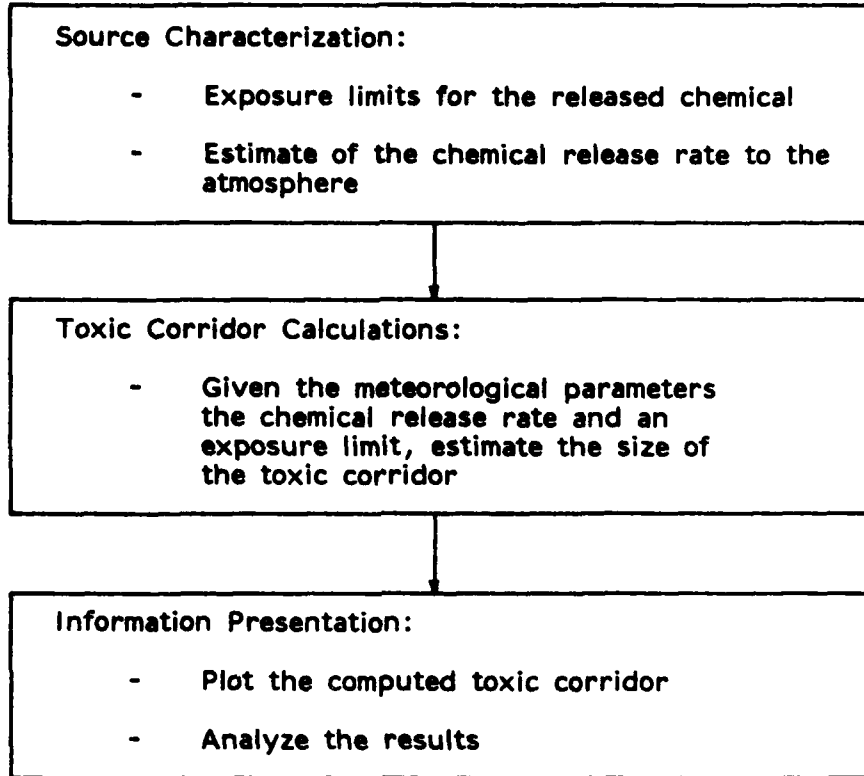 Source Characterization:
- Exposure limits for the released chemical
- Estimate of the chemical release rate to the
atmosphere
Toxic Corridor Calculations:
- Given the meteorological parameters
the chemical release rate and an
exposure limit, estimate the size of
the toxic corridor
Information Presentation:
- Plot the computed toxic corridor
- Analyze the results